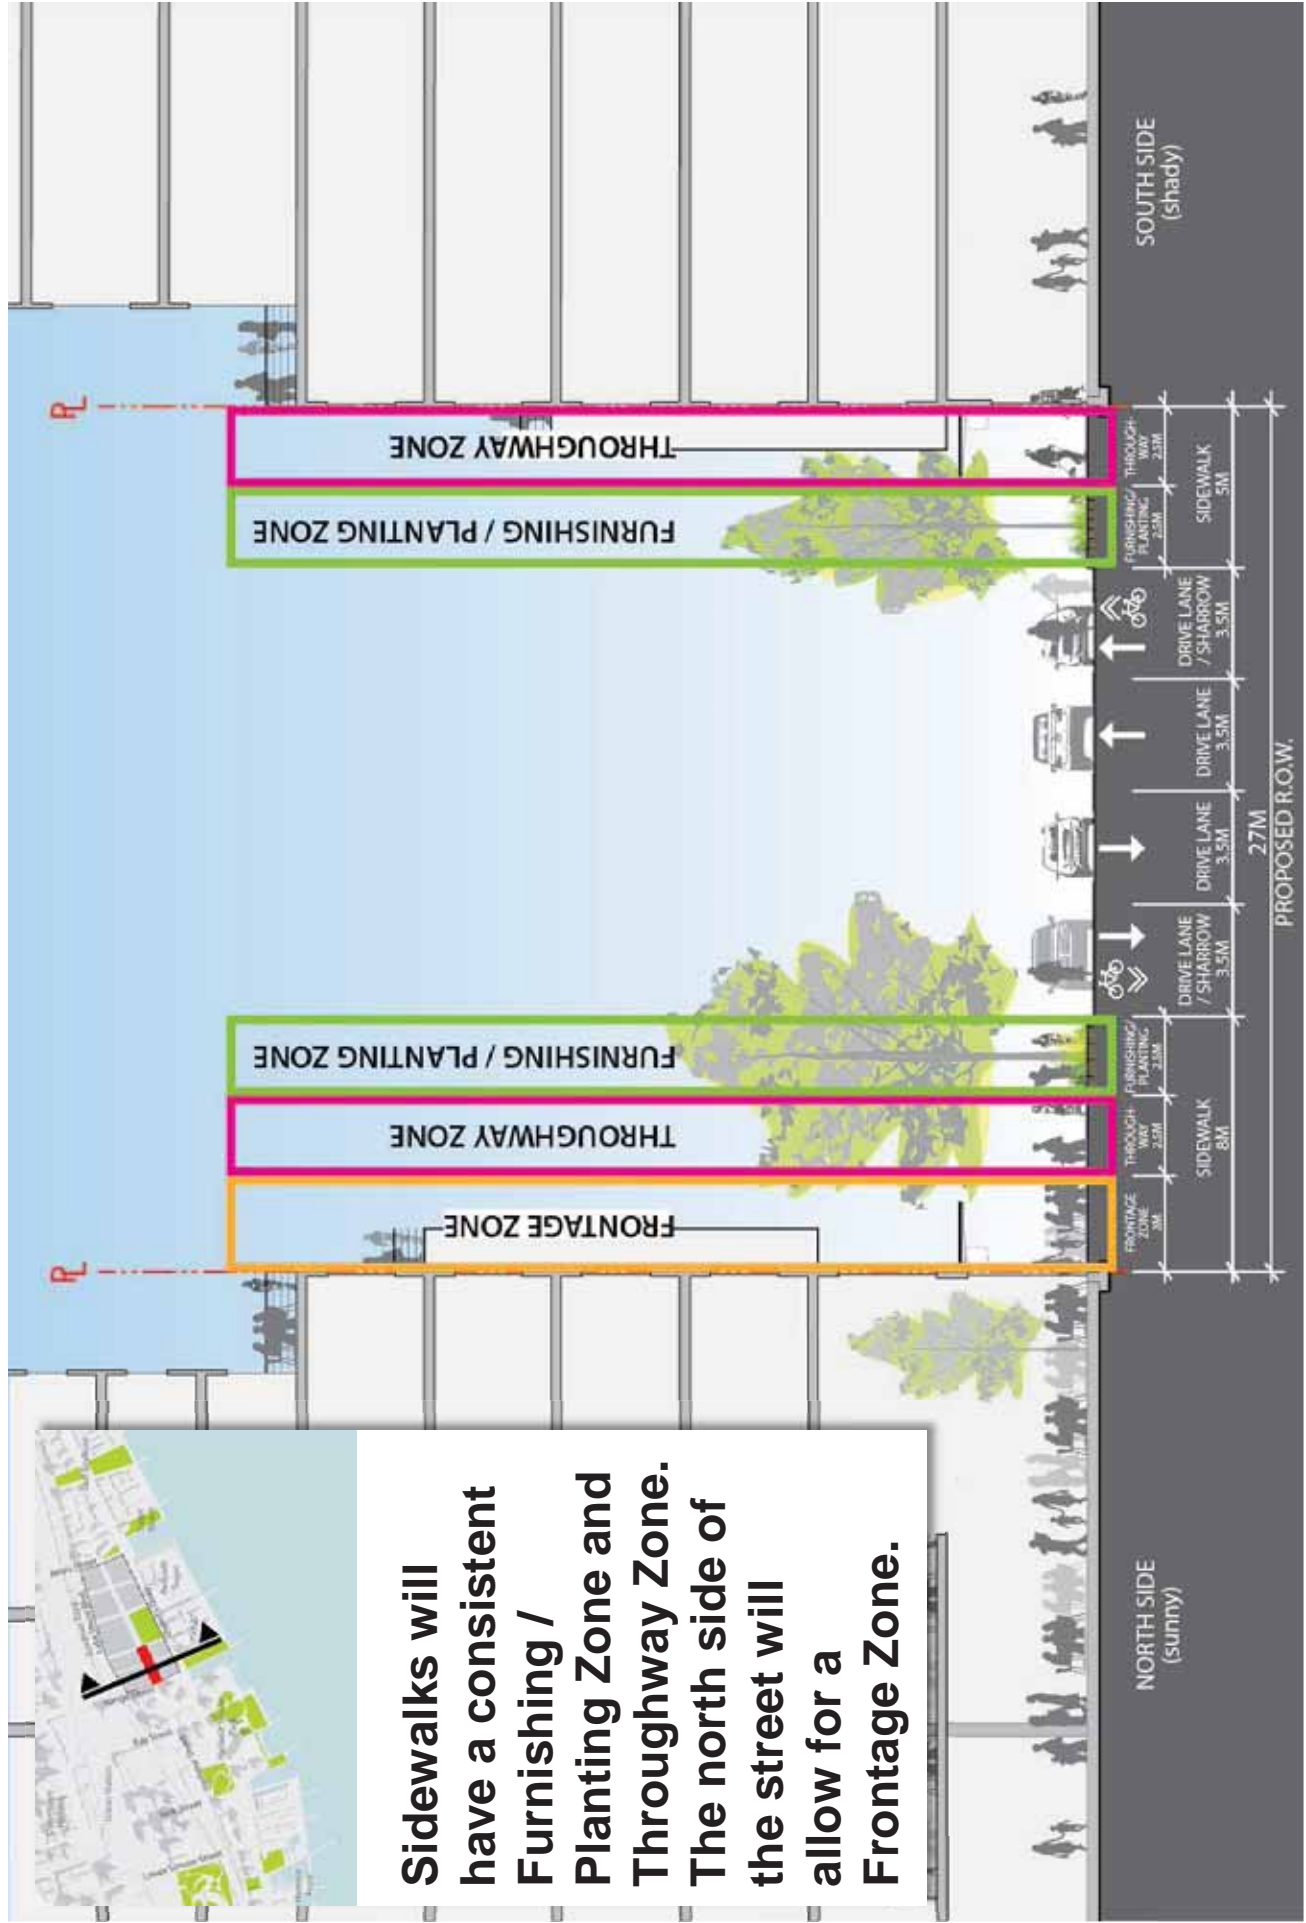 Sidewalks will
have a consistent
Furnishing /
Planting Zone and
Throughway Zone.
The north side of
the street will
allow for a
Frontage Zone.
PL
PL
FRONTAGE ZONE
THROUGHWAY ZONE
FURNISHING / PLANTING ZONE
FURNISHING / PLANTING ZONE
THROUGHWAY ZONE
NORTH SIDE
(sunny)
FRONTAGE
ZONE
3M
THROUGH-
WAY
2.5M
FURNISHING/
PLANTING
2.5M
SIDEWALK
8M
DRIVE LANE
/ SHARROW
3.5M
DRIVE LANE
3.5M
DRIVE LANE
3.5M
DRIVE LANE
/ SHARROW
3.5M
FURNISHING/
PLANTING
2.5M
THROUGH-
WAY
2.5M
SIDEWALK
5M
27M
PROPOSED R.O.W.
SOUTH SIDE
(shady)